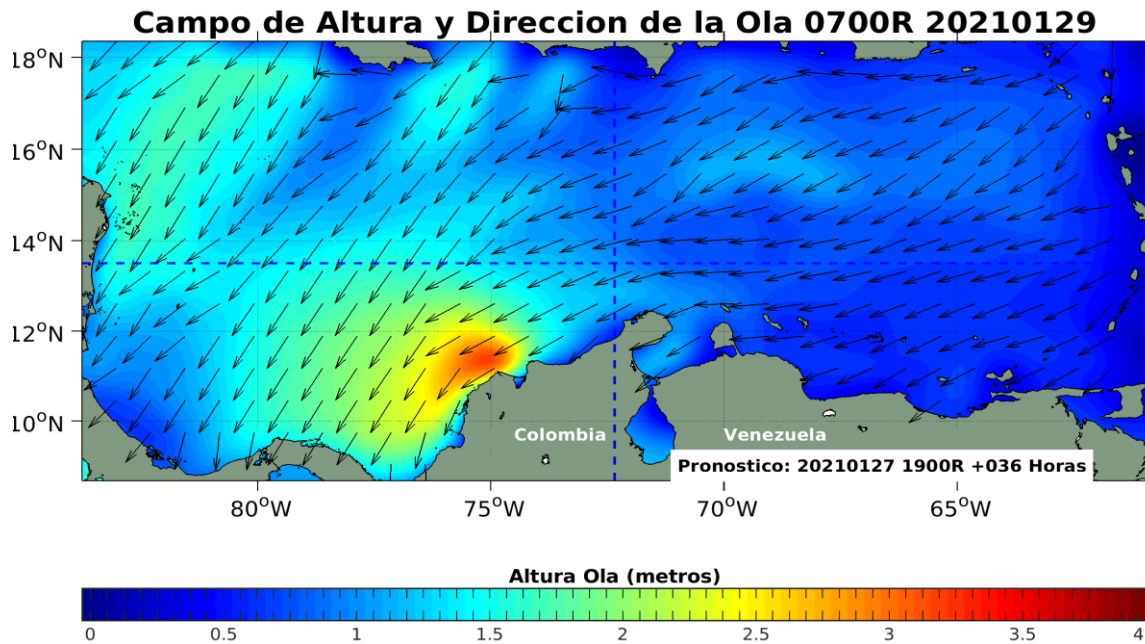 Campo de Altura y Direccion de la Ola 0700R 20210129
18°N
16°N
14°N
12°N
10°N
Colombia
Venezuela
Pronostico: 20210127 1900R +036 Horas
80°W
75°W
70°W
65°W
Altura Ola (metros)
0 0.5 1 1.5 2 2.5 3 3.5 4